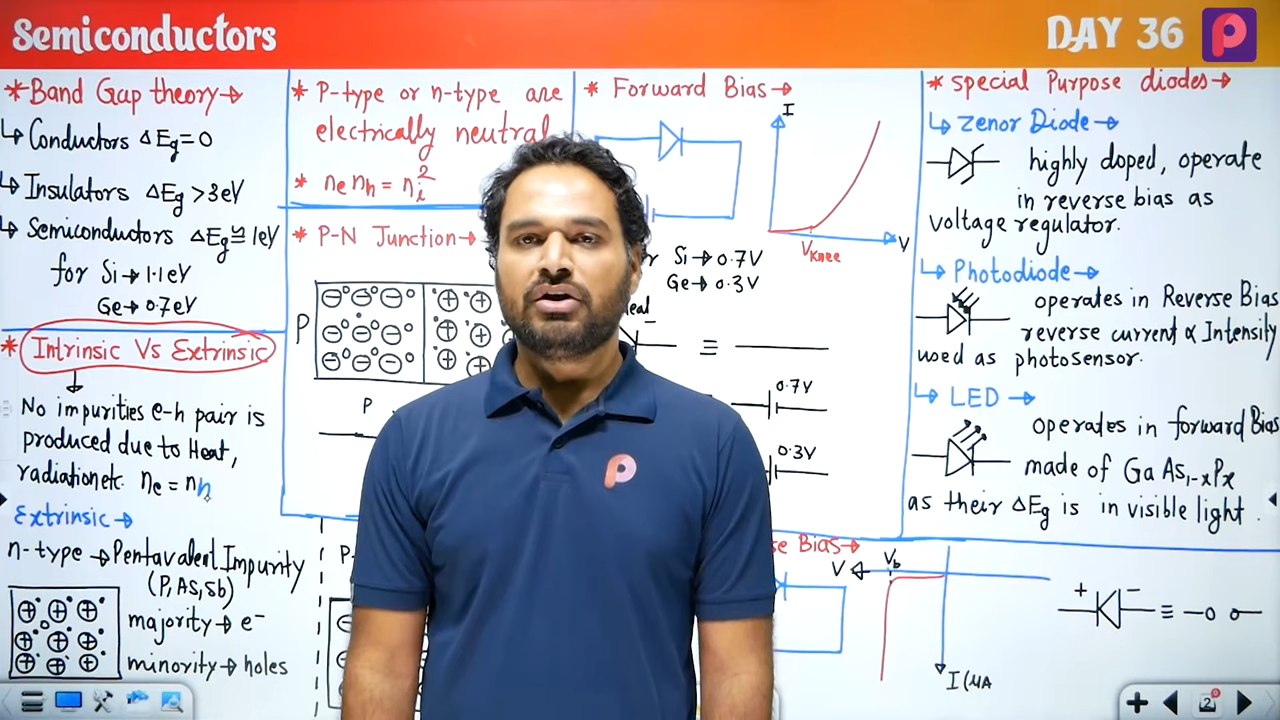 Semiconductors
DAY 36
* Band Gap theory→
↳ Conductors ΔEg=0
↳ Insulators ΔEg >3eV
↳ Semiconductors ΔEg≅1eV
for Si→1.1eV
Ge→0.7eV
* Intrinsic Vs Extrinsic
No impurities e-h pair is
produced due to Heat,
radiation etc. ne = nh
Extrinsic→
n-type→Pentavalent Impurity
(P, As, Sb)
majority→e⁻
minority→holes
* P-type or n-type are
electrically neutral
* ne nh = ni²
* P-N Junction→
P
P
P-
* Forward Bias→
I
V
VKnee
Si→0.7V
Ge→0.3V
−
≡
0.7V
0.3V
Bias→
V
Vb
I(μA
+ − ≡
* special Purpose diodes→
↳ Zenor Diode→
highly doped, operate
in reverse bias as
voltage regulator.
↳ Photodiode→
operates in Reverse Bias
reverse current ∝ Intensity
used as photosensor.
↳ LED→
operates in forward Bias
made of Ga As1-xPx
as their ΔEg is in visible light.
2